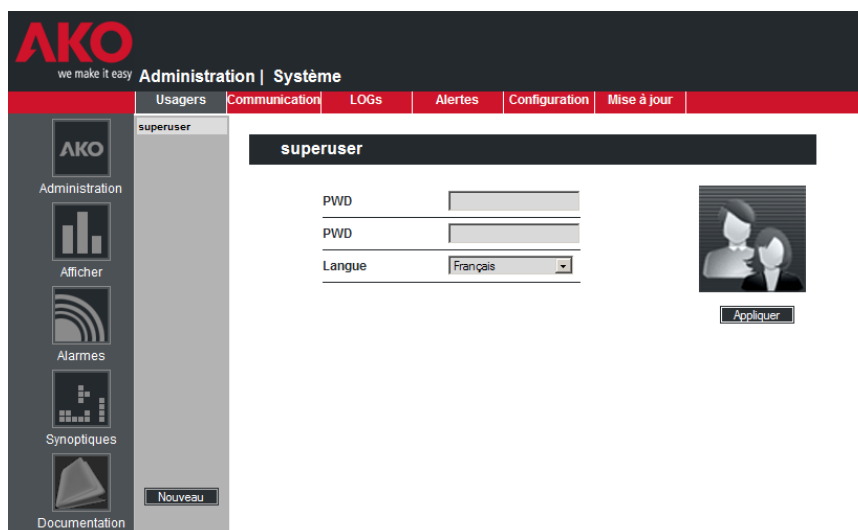 AKO
we make it easy
Administration | Système
Usagers Communication LOGs Alertes Configuration Mise à jour
superuser
AKO
Administration
Afficher
Alarmes
Synoptiques
Documentation
Nouveau
superuser
PWD
PWD
Langue Français
Appliquer